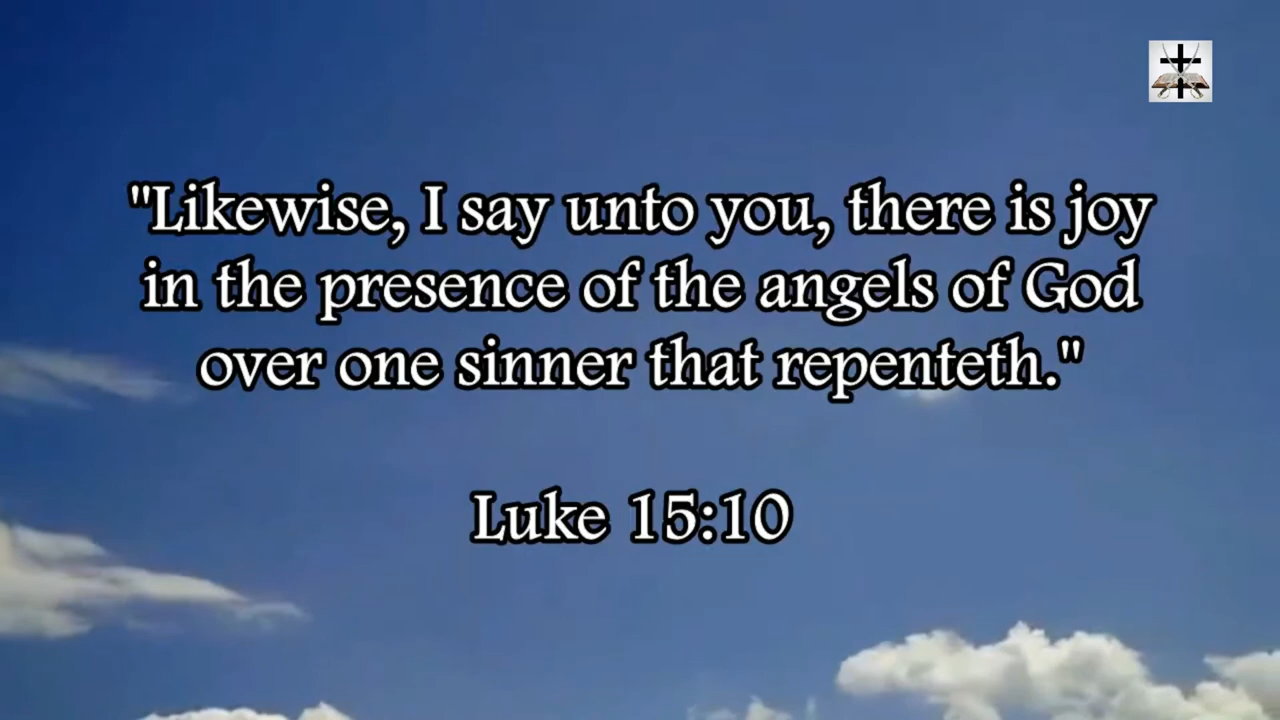 "Likewise, I say unto you, there is joy
in the presence of the angels of God
over one sinner that repenteth."
Luke 15:10